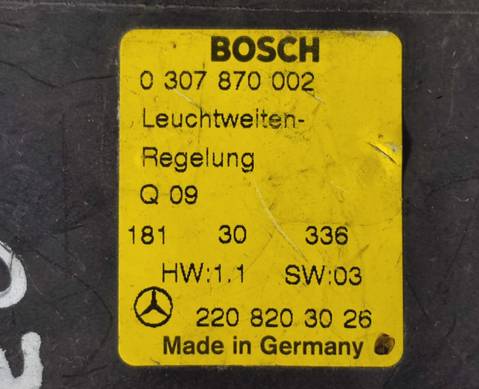 BOSCH
0 307 870 002
Leuchtweiten-
Regelung
Q 09
181 30 336
HW:1.1 SW:03
220 820 30 26
Made in Germany